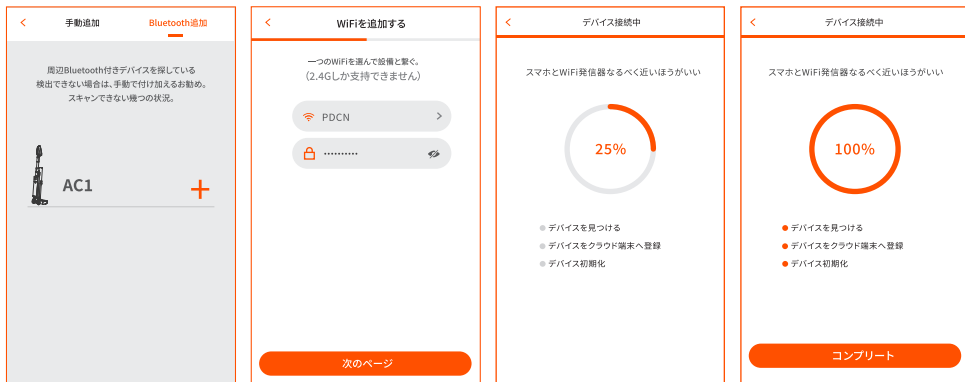 手動追加
Bluetooth追加
周辺Bluetooth付きデバイスを探している
検出できない場合は、手動で付け加えるお勧め。
スキャンできない幾つの状況。
AC1
WiFiを追加する
一つのWiFiを選んで設備と繋ぐ。
(2.4Gしか支持できません)
PDCN
••••••••••
次のページ
デバイス接続中
スマホとWiFi発信器なるべく近いほうがいい
25%
デバイスを見つける
デバイスをクラウド端末へ登録
デバイス初期化
デバイス接続中
スマホとWiFi発信器なるべく近いほうがいい
100%
デバイスを見つける
デバイスをクラウド端末へ登録
デバイス初期化
コンプリート